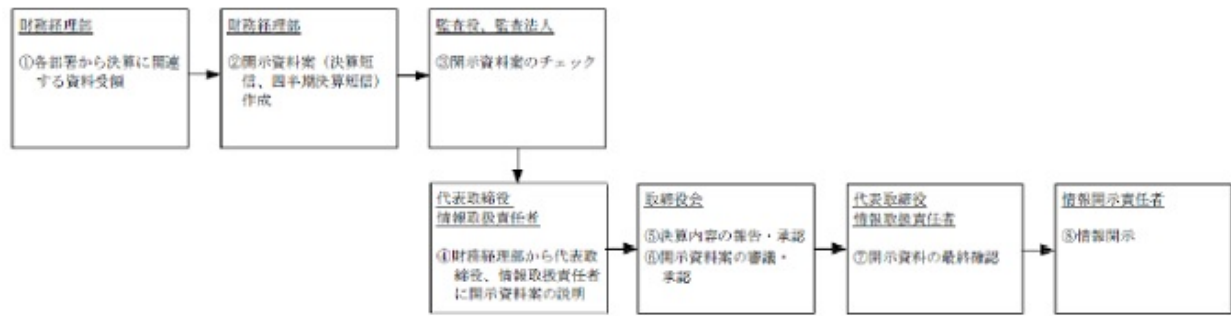 財務経理部
①各部署から決算に関連
する資料受領
財務経理部
②開示資料案（決算短
信、四半期決算短信）
作成
監査役、監査法人
③開示資料案のチェック
代表取締役
情報取扱責任者
④財務経理部から代表取
締役、情報取扱責任者
に開示資料案の説明
取締役会
⑤決算内容の報告・承認
⑥開示資料案の審議・
承認
代表取締役
情報取扱責任者
⑦開示資料の最終確認
情報開示責任者
⑧情報開示